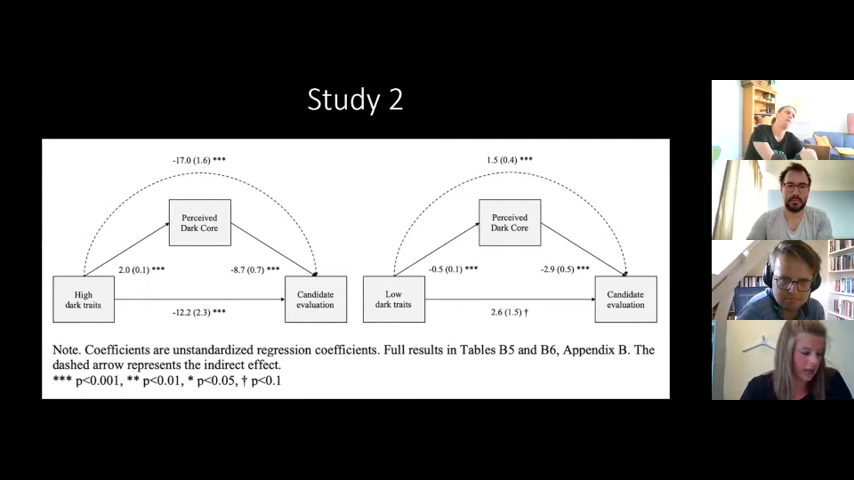 Study 2
-17.0 (1.6) ***
1.5 (0.4) ***
Perceived
Dark Core
Perceived
Dark Core
2.0 (0.1) ***
-8.7 (0.7) ***
-0.5 (0.1) ***
-2.9 (0.5) ***
High
dark traits
Candidate
evaluation
Low
dark traits
Candidate
evaluation
-12.2 (2.3) ***
2.6 (1.5) †
Note. Coefficients are unstandardized regression coefficients. Full results in Tables B5 and B6, Appendix B. The
dashed arrow represents the indirect effect.
*** p<0.001, ** p<0.01, * p<0.05, † p<0.1